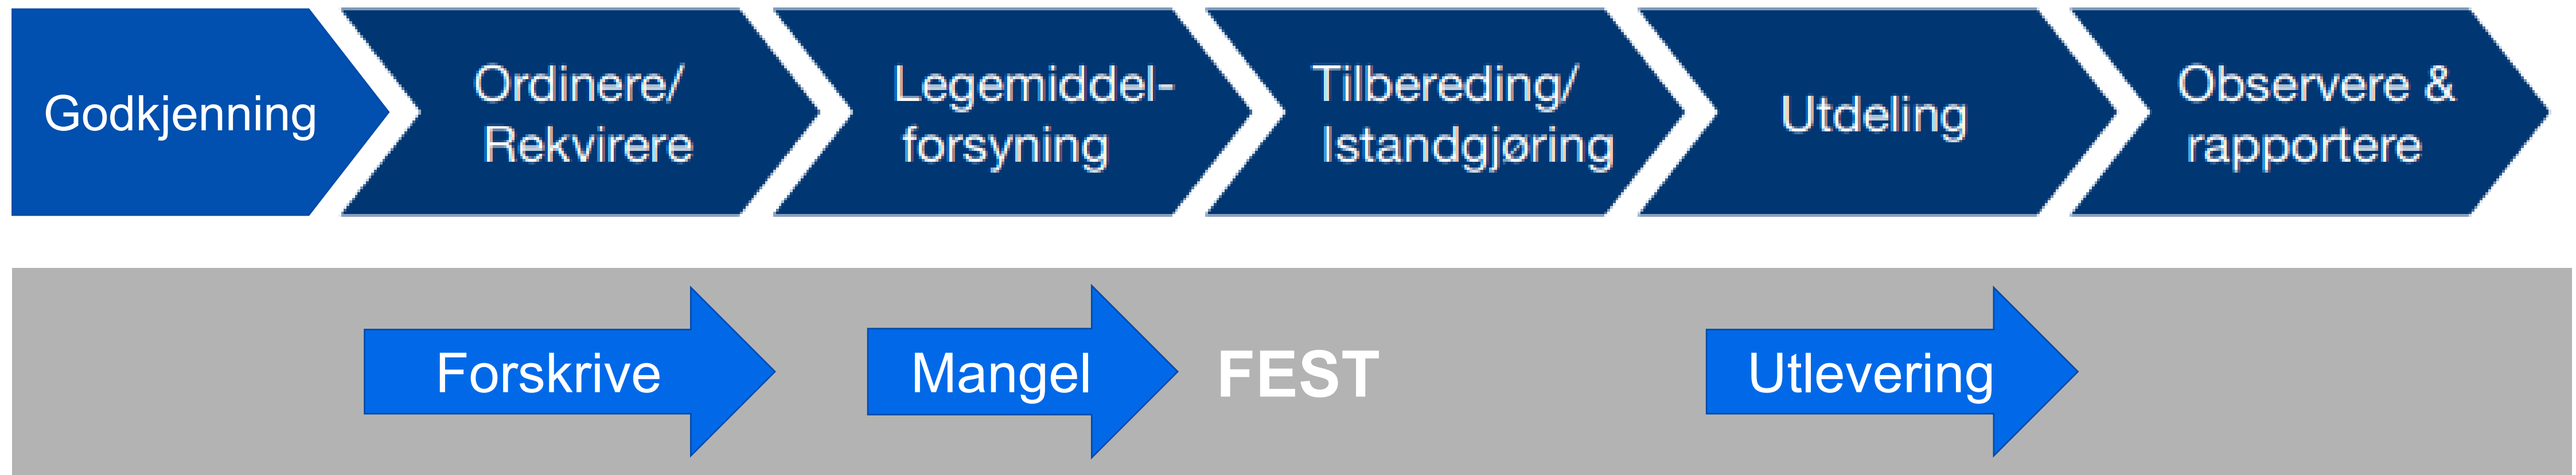 Godkjenning
Ordinere/
Rekvirere
Legemiddel-
forsyning
Tilbereding/
Istandgjøring
Utdeling
Observere &
rapportere
Forskrive
Mangel
FEST
Utlevering